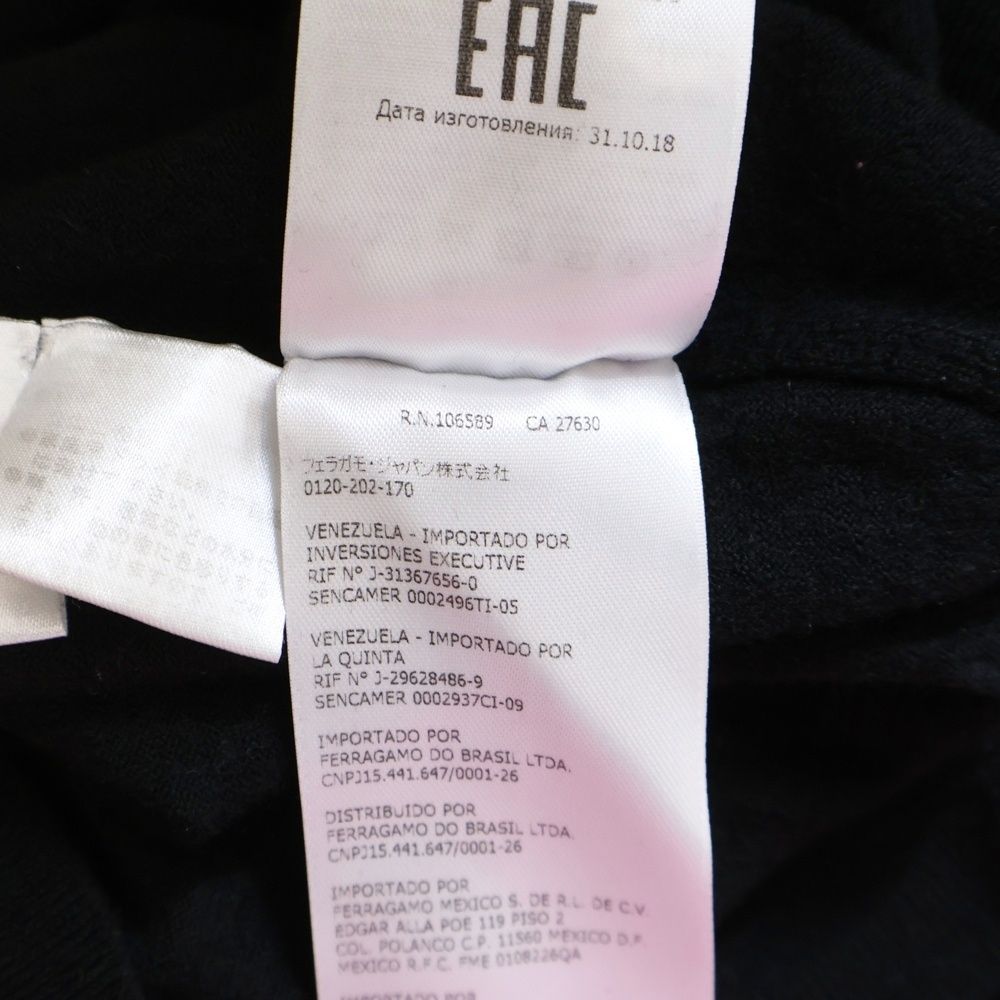 EAC
Дата изготовления: 31.10.18
R.N.106589 CA 27630
フェラガモ・ジャパン株式会社
0120-202-170
VENEZUELA - IMPORTADO POR
INVERSIONES EXECUTIVE
RIF Nº J-31367656-0
SENCAMER 0002496TI-05
VENEZUELA - IMPORTADO POR
LA QUINTA
RIF Nº J-29628486-9
SENCAMER 0002937CI-09
IMPORTADO POR
FERRAGAMO DO BRASIL LTDA.
CNPJ15.441.647/0001-26
DISTRIBUIDO POR
FERRAGAMO DO BRASIL LTDA.
CNPJ15.441.647/0001-26
IMPORTADO POR
FERRAGAMO MEXICO S. DE R.L. DE C.V.
EDGAR ALLA POE 119 PISO 2
COL. POLANCO C.P. 11560 MEXICO D.F.
MEXICO R.F.C. FME 0108226QA
IMPORTADO POR